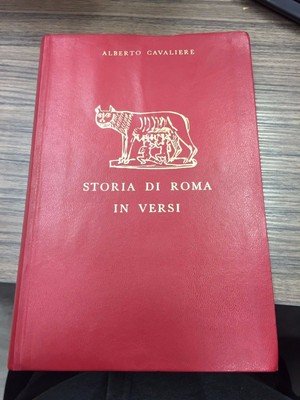 ALBERTO CAVALIERE
STORIA DI ROMA
IN VERSI